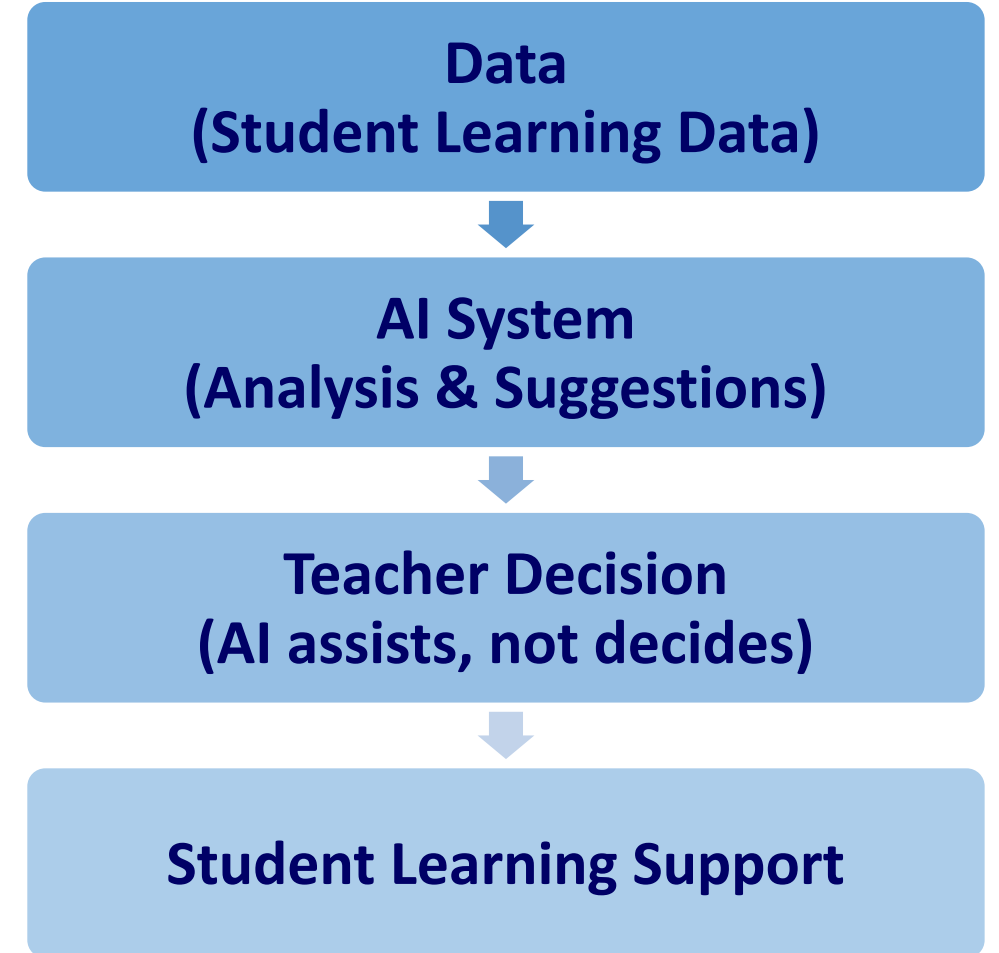 Data
(Student Learning Data)
AI System
(Analysis & Suggestions)
Teacher Decision
(AI assists, not decides)
Student Learning Support